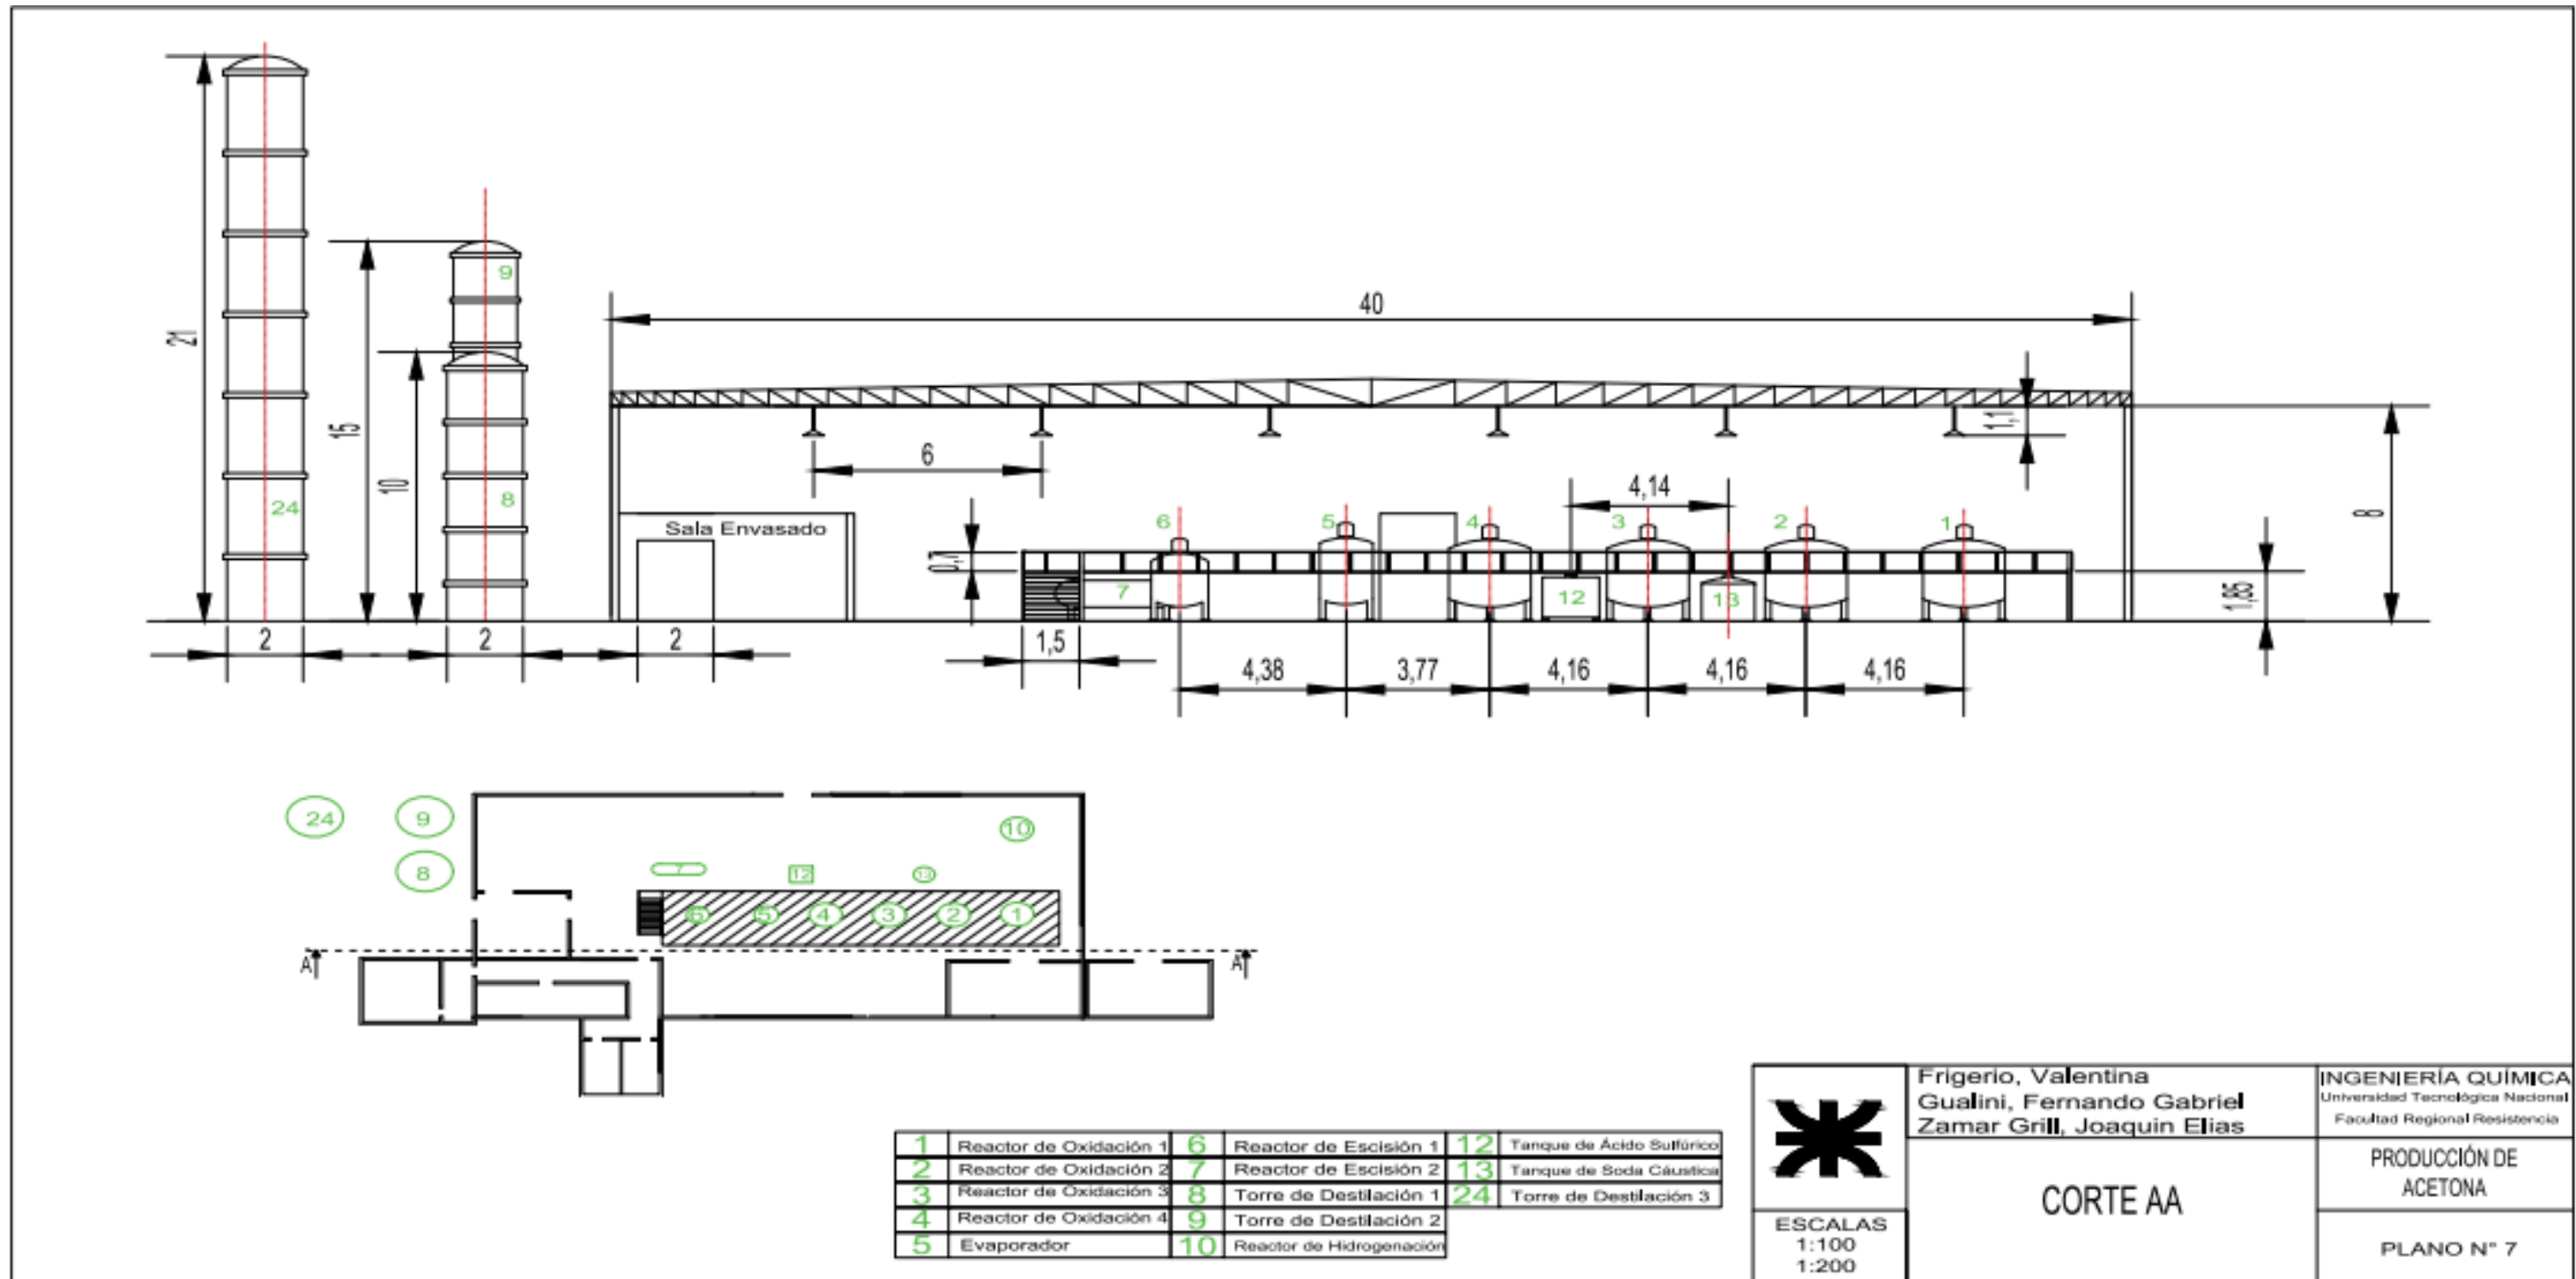 21
15
10
9
8
24
2
2
2
40
6
1,1
8
Sala Envasado
0,7
6
5
4
4,14
3
2
1
7
12
13
1,85
1,5
4,38
3,77
4,16
4,16
4,16
24
9
8
10
7
12
13
6
5
4
3
2
1
A
A
1 Reactor de Oxidación 1 6 Reactor de Escisión 1 12 Tanque de Ácido Sulfúrico
2 Reactor de Oxidación 2 7 Reactor de Escisión 2 13 Tanque de Soda Cáustica
3 Reactor de Oxidación 3 8 Torre de Destilación 1 24 Torre de Destilación 3
4 Reactor de Oxidación 4 9 Torre de Destilación 2
5 Evaporador 10 Reactor de Hidrogenación
Frigerio, Valentina
Gualini, Fernando Gabriel
Zamar Grill, Joaquin Elias
INGENIERÍA QUÍMICA
Universidad Tecnológica Nacional
Facultad Regional Resistencia
CORTE AA
PRODUCCIÓN DE
ACETONA
ESCALAS
1:100
1:200
PLANO N° 7